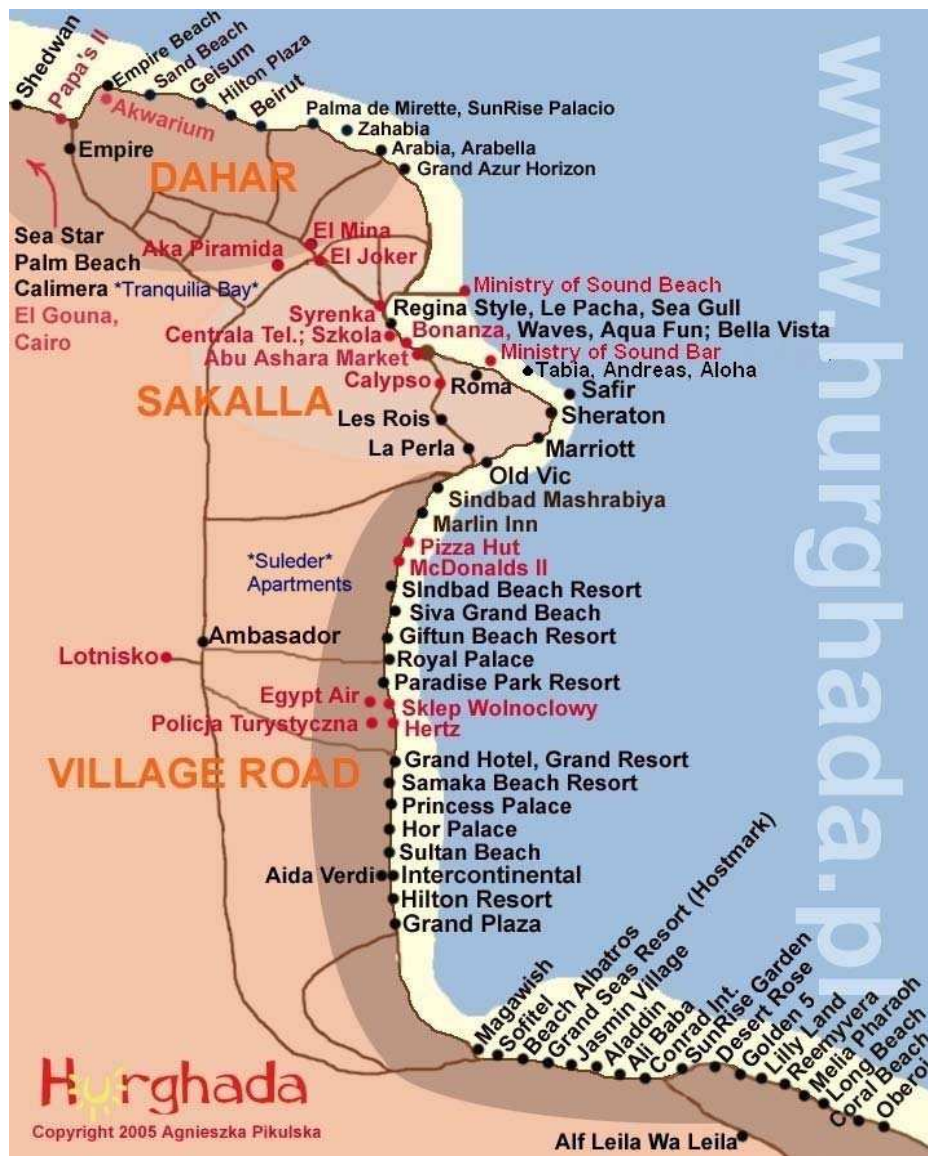 Shedwan
Papa's II
Empire Beach
Sand Beach
Geisum
Hilton Plaza
Beirut
Akwarium
Palma de Mirette, SunRise Palacio
Zahabia
Empire
Arabia, Arabella
DAHAR
Grand Azur Horizon
Sea Star
Palm Beach
Calimera *Tranquilia Bay*
El Gouna,
Cairo
El Mina
Aka Piramida
El Joker
Ministry of Sound Beach
Syrenka
Regina Style, Le Pacha, Sea Gull
Centrala Tel.; Szkola
Bonanza, Waves, Aqua Fun; Bella Vista
Abu Ashara Market
Ministry of Sound Bar
Tabia, Andreas, Aloha
Calypso
Roma
Safir
SAKALLA
Sheraton
Les Rois
La Perla
Marriott
Old Vic
Sindbad Mashrabiya
Marlin Inn
Pizza Hut
*Suleder*
Apartments
McDonalds II
SIndbad Beach Resort
Siva Grand Beach
Ambasador
Giftun Beach Resort
Lotnisko
Royal Palace
Paradise Park Resort
Egypt Air
Sklep Wolnoclowy
Policja Turystyczna
Hertz
VILLAGE ROAD
Grand Hotel, Grand Resort
Samaka Beach Resort
Princess Palace
Hor Palace
Sultan Beach
Aida Verdi
Intercontinental
Hilton Resort
Grand Plaza
Magawish
Sofitel
Beach Albatros
Grand Seas Resort (Hostmark)
Jasmin Village
Aladdin
Ali Baba
Conrad Int.
SunRise Garden
Desert Rose
Golden 5
Lilly Land
Reemyvera
Melia Pharaoh
Long Beach
Coral Beach
Oberoi
Alf Leila Wa Leila
www.hurghada.pl
Hurghada
Copyright 2005 Agnieszka Pikulska